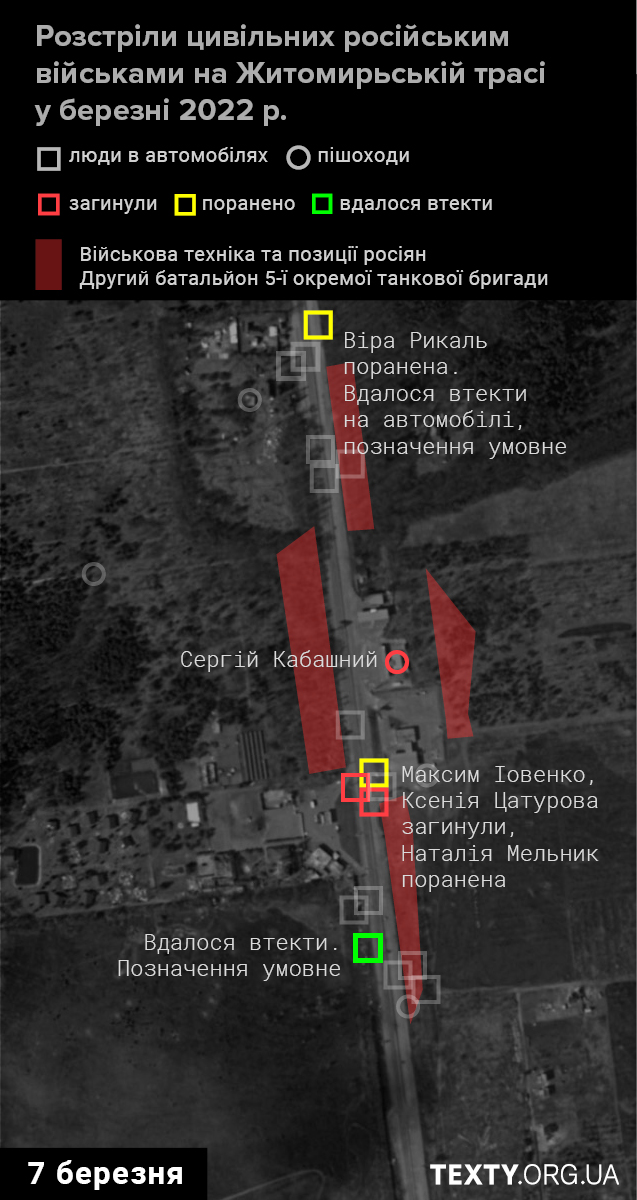 Розстріли цивільних російським
військами на Житомирьській трасі
у березні 2022 р.
люди в автомобілях
пішоходи
загинули
поранено
вдалося втекти
Військова техніка та позиції росіян
Другий батальйон 5-ї окремої танкової бригади
Віра Рикаль
поранена.
Вдалося втекти
на автомобілі,
позначення умовне
Сергій Кабашний
Максим Іовенко,
Ксенія Цатурова
загинули,
Наталія Мельник
поранена
Вдалося втекти.
Позначення умовне
7 березня
TEXTY.ORG.UA